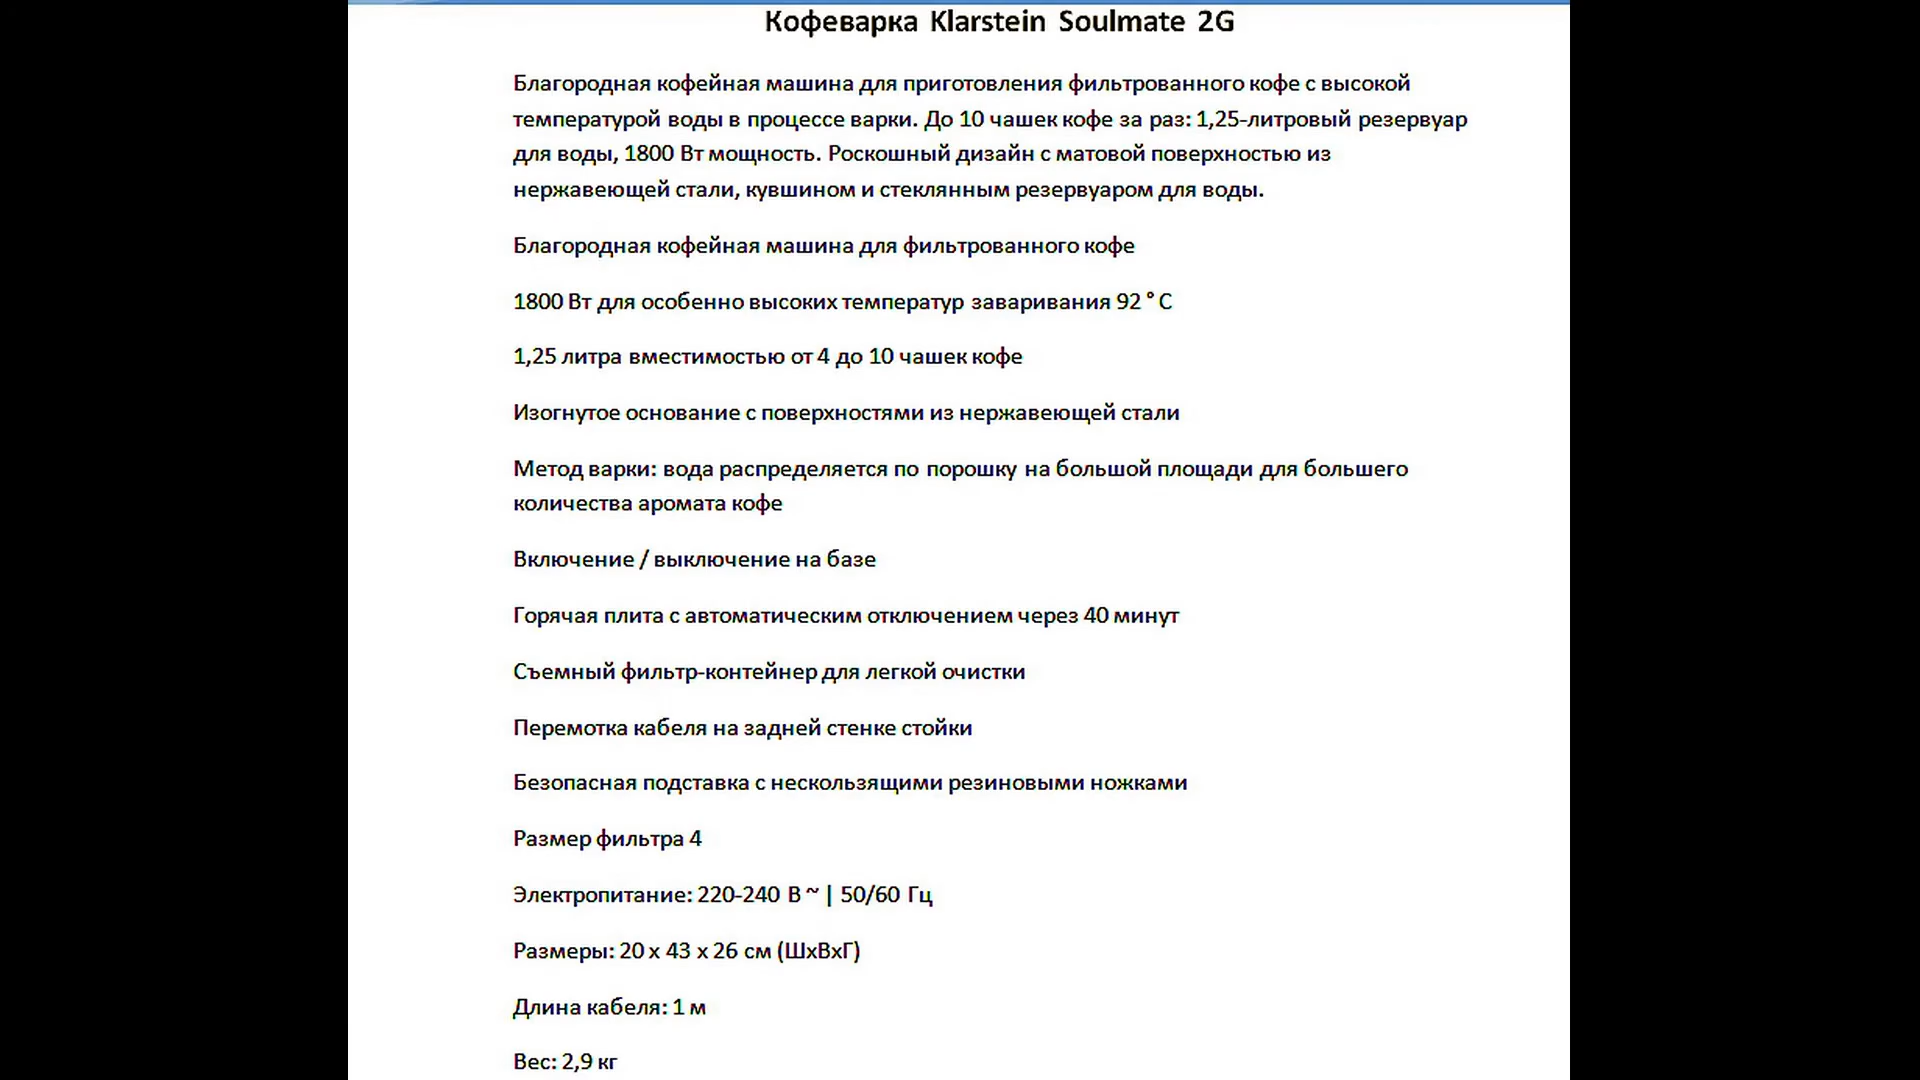 Кофеварка Klarstein Soulmate 2G
Благородная кофейная машина для приготовления фильтрованного кофе с высокой
температурой воды в процессе варки. До 10 чашек кофе за раз: 1,25-литровый резервуар
для воды, 1800 Вт мощность. Роскошный дизайн с матовой поверхностью из
нержавеющей стали, кувшином и стеклянным резервуаром для воды.
Благородная кофейная машина для фильтрованного кофе
1800 Вт для особенно высоких температур заваривания 92 ° C
1,25 литра вместимостью от 4 до 10 чашек кофе
Изогнутое основание с поверхностями из нержавеющей стали
Метод варки: вода распределяется по порошку на большой площади для большего
количества аромата кофе
Включение / выключение на базе
Горячая плита с автоматическим отключением через 40 минут
Съемный фильтр-контейнер для легкой очистки
Перемотка кабеля на задней стенке стойки
Безопасная подставка с нескользящими резиновыми ножками
Размер фильтра 4
Электропитание: 220-240 В ~ | 50/60 Гц
Размеры: 20 x 43 x 26 см (ШxВxГ)
Длина кабеля: 1 м
Вес: 2,9 кг